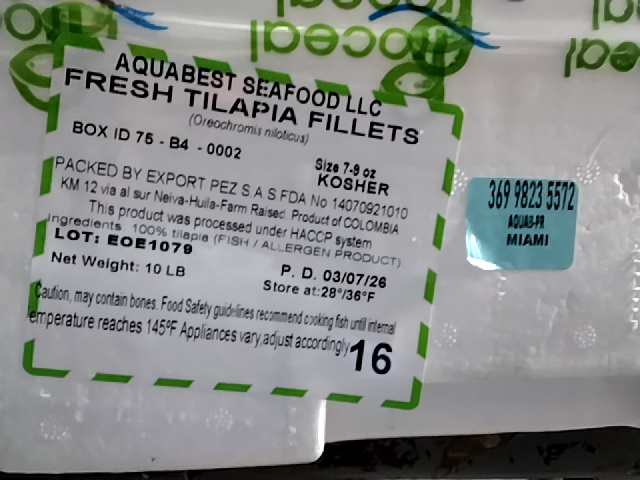 AQUABEST SEAFOOD LLC
FRESH TILAPIA FILLETS
(Oreochromis niloticus)
BOX ID 75 - B4 - 0002
Size 7-9 oz
KOSHER
PACKED BY EXPORT PEZ S.A.S FDA No 14070921010
KM 12 via al sur Neiva-Huila-Farm Raised. Product of COLOMBIA
This product was processed under HACCP system
Ingredients 100% tilapia (FISH / ALLERGEN PRODUCT)
LOT: EOE1079
P. D. 03/07/26
Net Weight: 10 LB
Store at:28°/36°F
Caution, may contain bones. Food Safety guidelines recommend cooking fish until internal
temperature reaches 145°F Appliances vary,adjust accordingly
16
369 9823 5572
AQUAB-PR
MIAMI